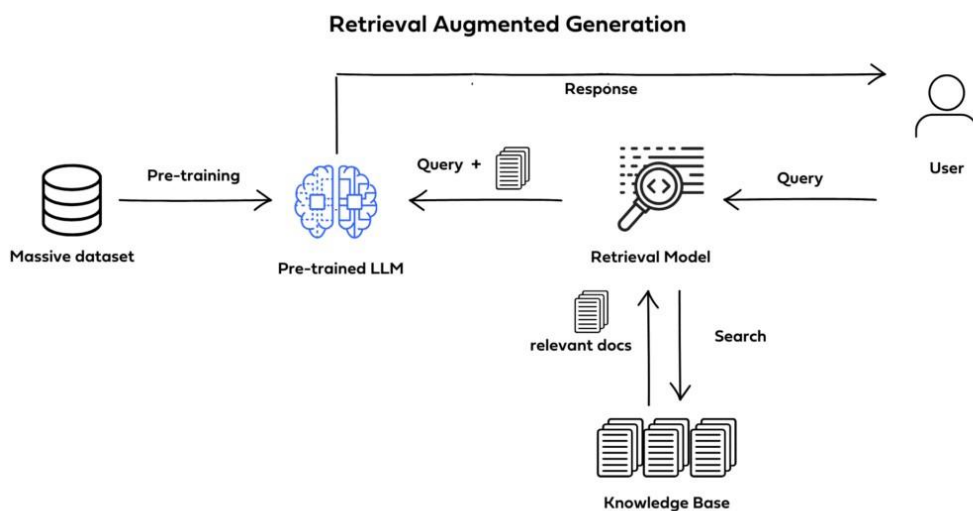 Retrieval Augmented Generation
Response
User
Pre-training
Query +
Query
Massive dataset
Pre-trained LLM
Retrieval Model
relevant docs
Search
Knowledge Base